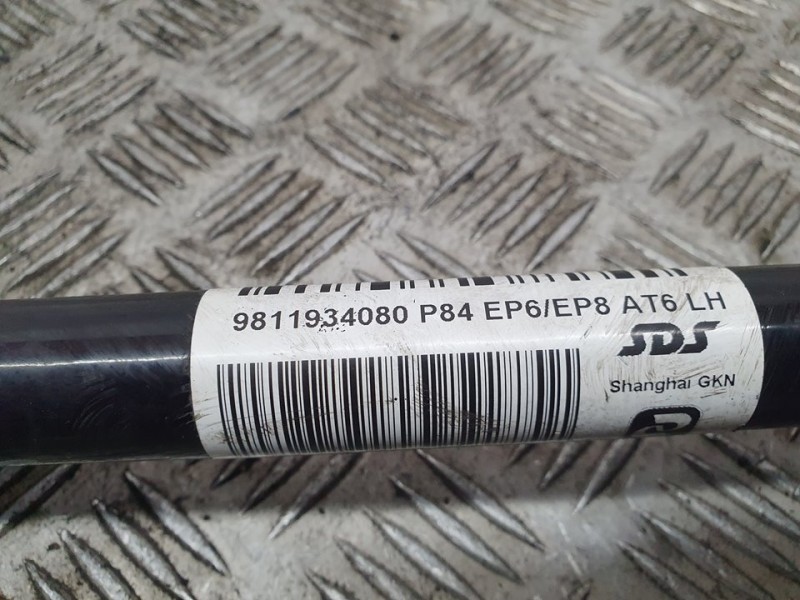 9811934080 P84 EP6/EP8 AT6 LH
SDS
Shanghai GKN